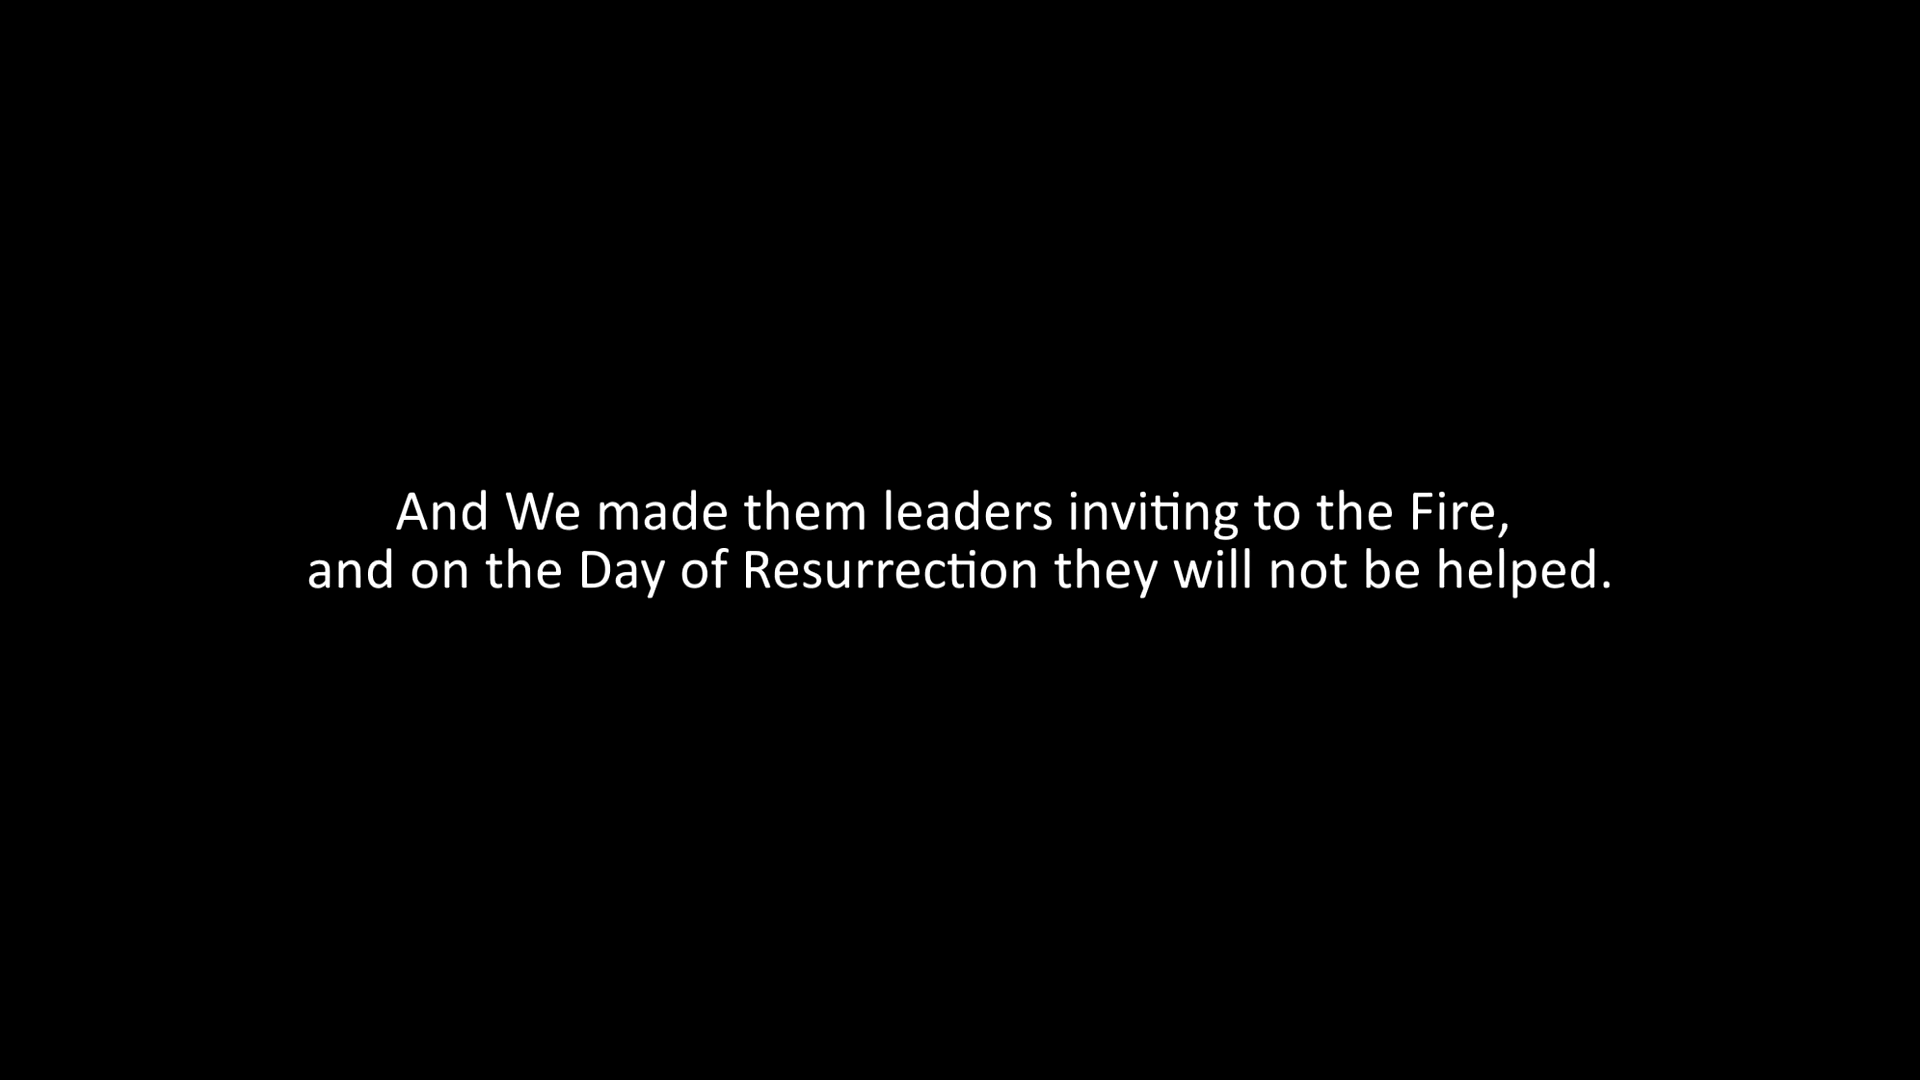 And We made them leaders inviting to the Fire,
and on the Day of Resurrection they will not be helped.